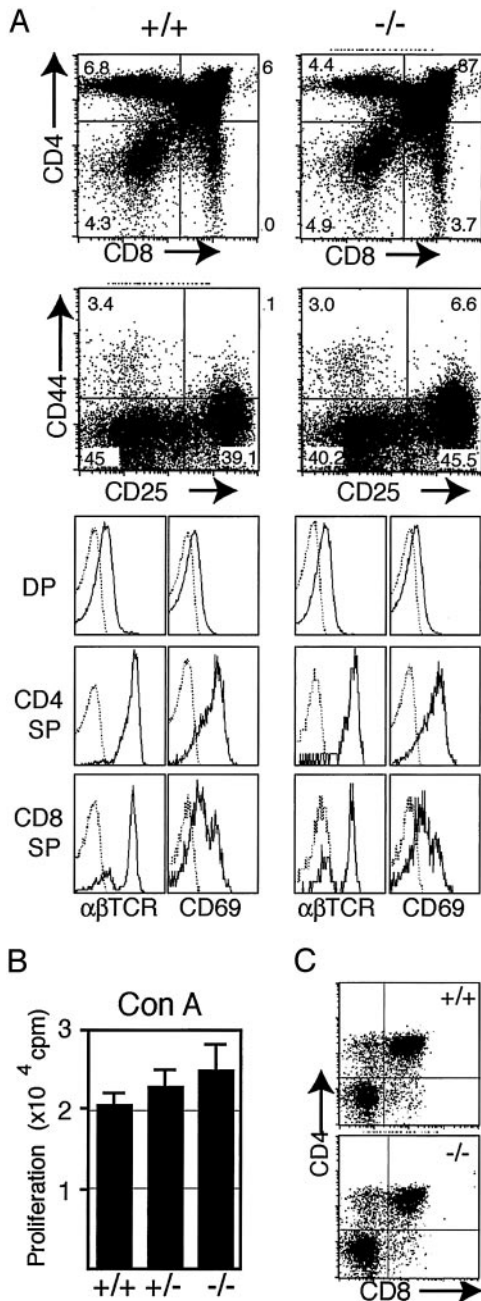 A
+/+
-/-
6.8
6
4.4
87
CD4
4.3
.0
4.9
3.7
CD8
CD8
3.4
.1
3.0
6.6
CD44
45
39.1
40.2
45.5
CD25
CD25
DP
CD4
SP
CD8
SP
αβTCR
CD69
αβTCR
CD69
B
Con A
Proliferation (x10 4 cpm)
3
2
1
+/+
+/-
-/-
C
+/+
-/-
CD4
CD8